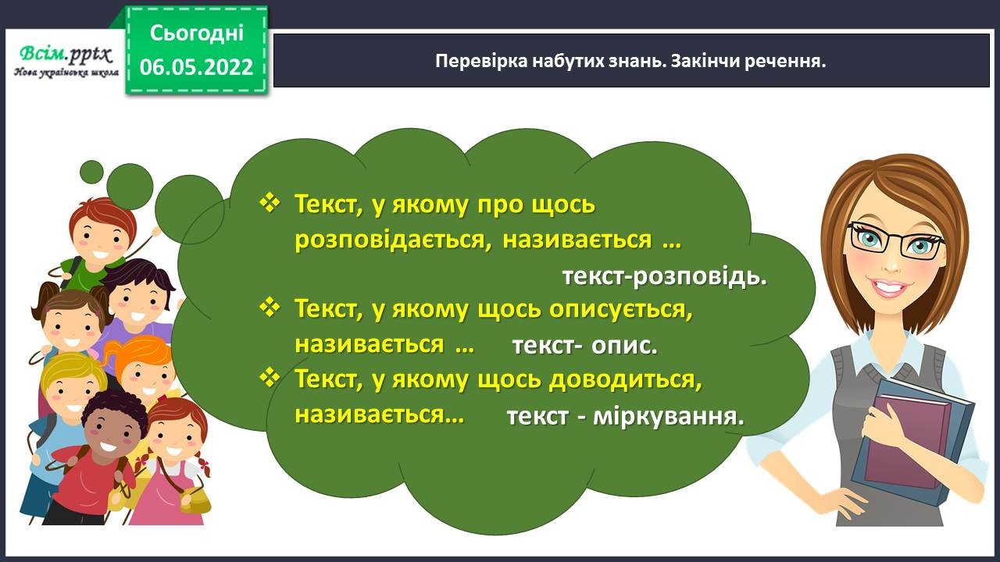 Сьогодні
06.05.2022
Всім.pptx
Нова українська школа
Перевірка набутих знань. Закінчи речення.
❖ Текст, у якому про щось
розповідається, називається …
текст-розповідь.
❖ Текст, у якому щось описується,
називається … текст- опис.
❖ Текст, у якому щось доводиться,
називається… текст - міркування.